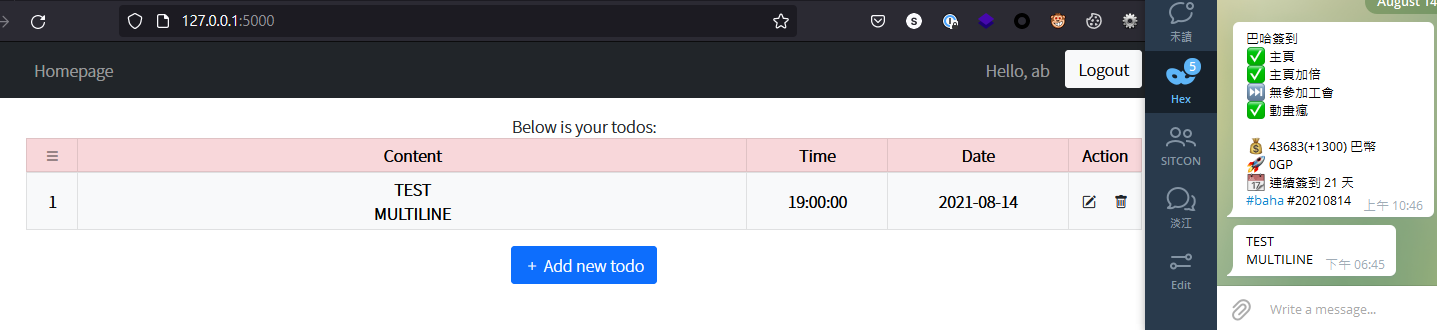 127.0.0.1:5000
S
Homepage
Hello, ab
Logout
Below is your todos:
Content
Time
Date
Action
1
TEST
MULTILINE
19:00:00
2021-08-14
+ Add new todo
未讀
5
Hex
SITCON
淡江
Edit
August 14
巴哈簽到
主頁
主頁加倍
無參加工會
動畫瘋
43683(+1300) 巴幣
0GP
連續簽到 21 天
#baha #20210814
上午 10:46
TEST
MULTILINE
下午 06:45
Write a message...